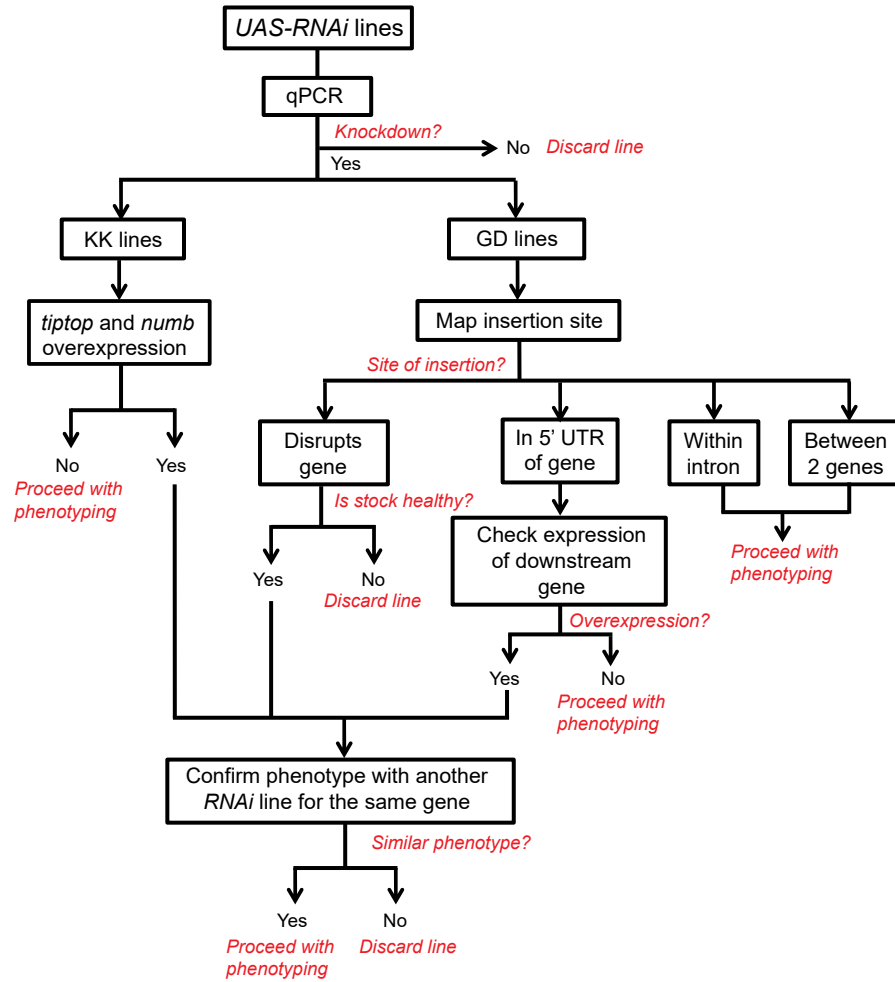 UAS-RNAi lines
qPCR
Knockdown?
No Discard line
Yes
KK lines
GD lines
tiptop and numb
overexpression
Map insertion site
Site of insertion?
Disrupts
gene
In 5’ UTR
of gene
Within
intron
Between
2 genes
No
Proceed with
phenotyping
Yes
Is stock healthy?
Yes
No
Discard line
Check expression
of downstream
gene
Proceed with
phenotyping
Overexpression?
Yes
No
Proceed with
phenotyping
Confirm phenotype with another
RNAi line for the same gene
Similar phenotype?
Yes
Proceed with
phenotyping
No
Discard line